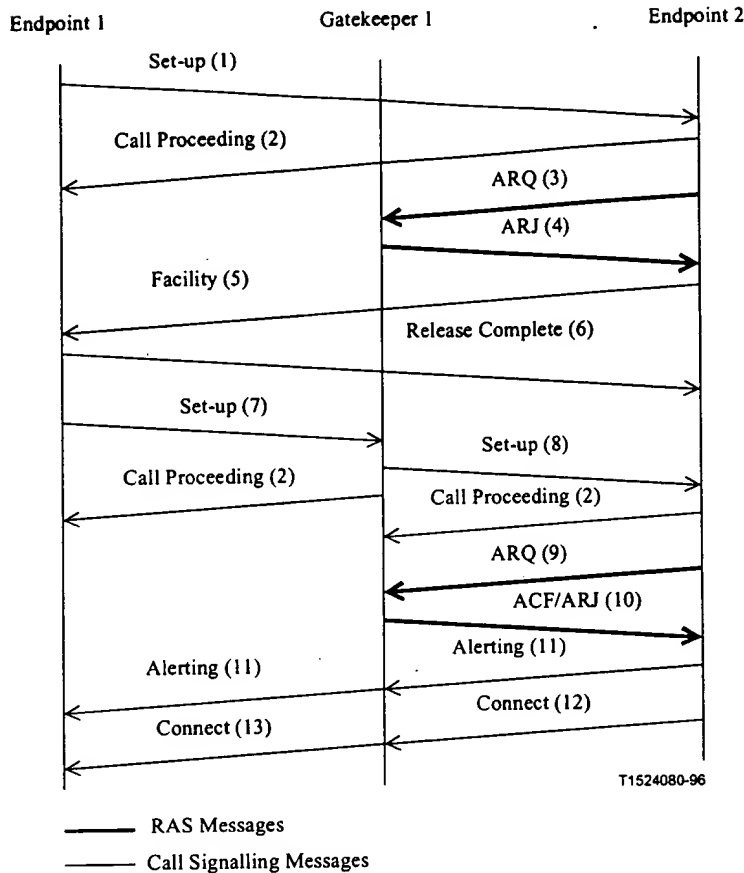 Endpoint 1 Gatekeeper 1 Endpoint 2
Set-up (1)
Call Proceeding (2)
ARQ (3)
ARJ (4)
Facility (5)
Release Complete (6)
Set-up (7)
Set-up (8)
Call Proceeding (2)
Call Proceeding (2)
ARQ (9)
ACF/ARJ (10)
Alerting (11)
Alerting (11)
Connect (12)
Connect (13)
T1524080-96
RAS Messages
Call Signalling Messages